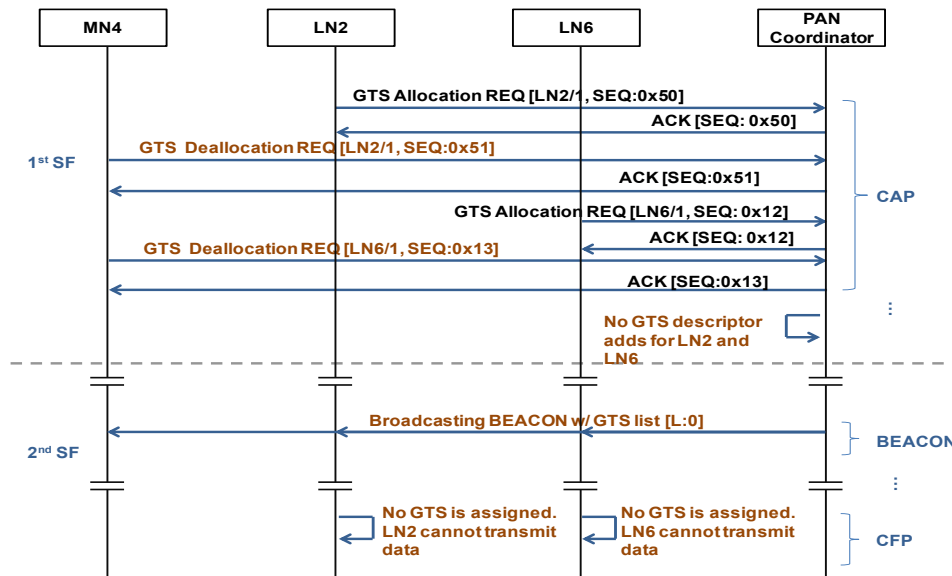 MN4
LN2
LN6
PAN
Coordinator
GTS Allocation REQ [LN2/1, SEQ:0x50]
ACK [SEQ: 0x50]
GTS Deallocation REQ [LN2/1, SEQ:0x51]
1st SF
ACK [SEQ:0x51]
CAP
GTS Allocation REQ [LN6/1, SEQ:0x12]
ACK [SEQ: 0x12]
GTS Deallocation REQ [LN6/1, SEQ:0x13]
ACK [SEQ:0x13]
...
No GTS descriptor
adds for LN2 and
LN6
Broadcasting BEACON w/ GTS list [L:0]
2nd SF
BEACON
...
No GTS is assigned.
LN2 cannot transmit
data
No GTS is assigned.
LN6 cannot transmit
data
CFP